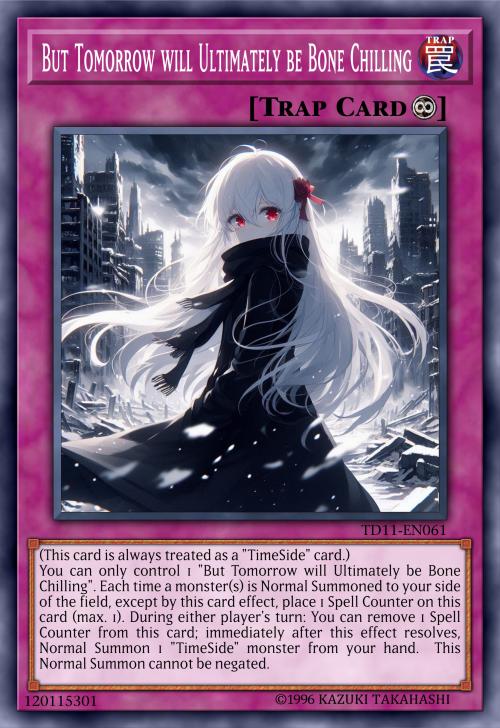 But Tomorrow will Ultimately be Bone Chilling
TRAP
罠
[Trap Card]
TD11-EN061
(This card is always treated as a "TimeSide" card.)
You can only control 1 "But Tomorrow will Ultimately be Bone
Chilling". Each time a monster(s) is Normal Summoned to your side
of the field, except by this card effect, place 1 Spell Counter on this
card (max. 1). During either player's turn: You can remove 1 Spell
Counter from this card; immediately after this effect resolves,
Normal Summon 1 "TimeSide" monster from your hand. This
Normal Summon cannot be negated.
120115301
©1996 KAZUKI TAKAHASHI